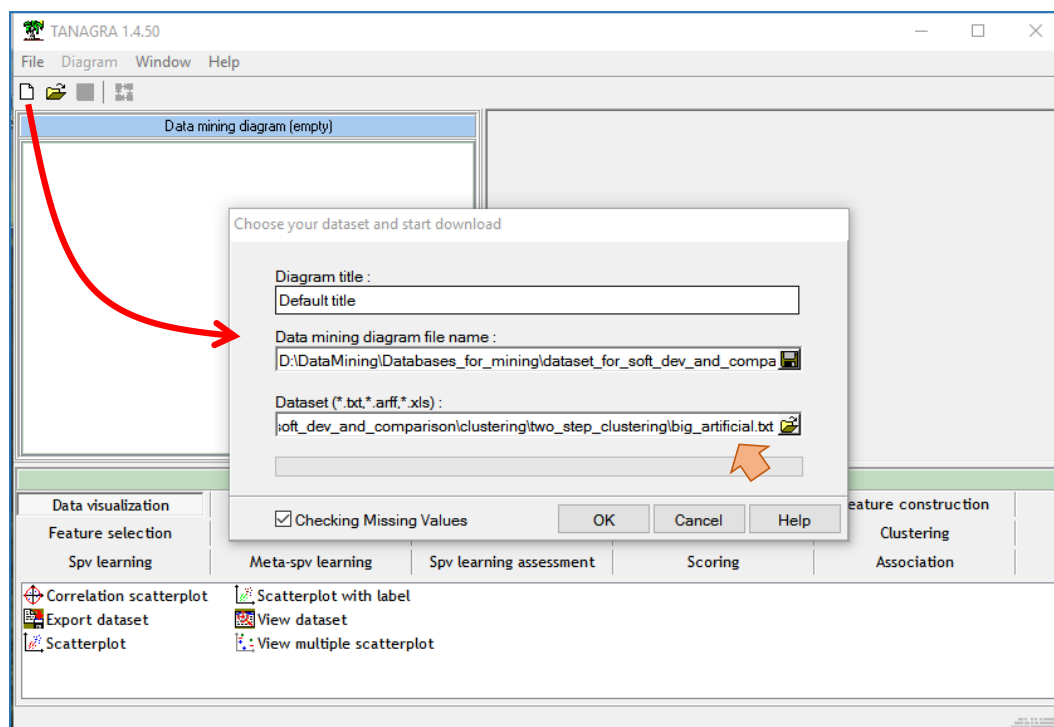 TANAGRA 1.4.50
File Diagram Window Help
Data mining diagram (empty)
Choose your dataset and start download
Diagram title :
Default title
Data mining diagram file name :
D:\DataMining\Databases_for_mining\dataset_for_soft_dev_and_compa
Dataset (*.txt,*.arff,*.xls) :
soft_dev_and_comparison\clustering\two_step_clustering\big_artificial.txt
Checking Missing Values OK Cancel Help
Data visualization eature construction
Feature selection Clustering
Spv learning Meta-spv learning Spv learning assessment Scoring Association
Correlation scatterplot Scatterplot with label
Export dataset View dataset
Scatterplot View multiple scatterplot